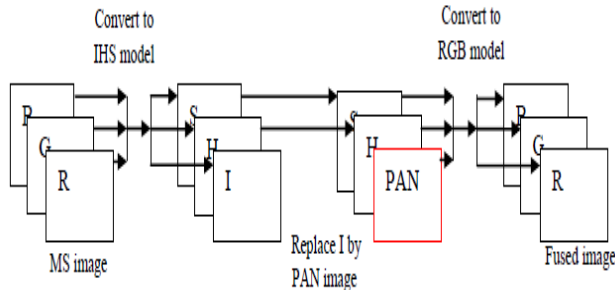 Convert to
IHS model
Convert to
RGB model
G
R
S
H
I
H
PAN
G
R
MS image
Replace I by
PAN image
Fused image